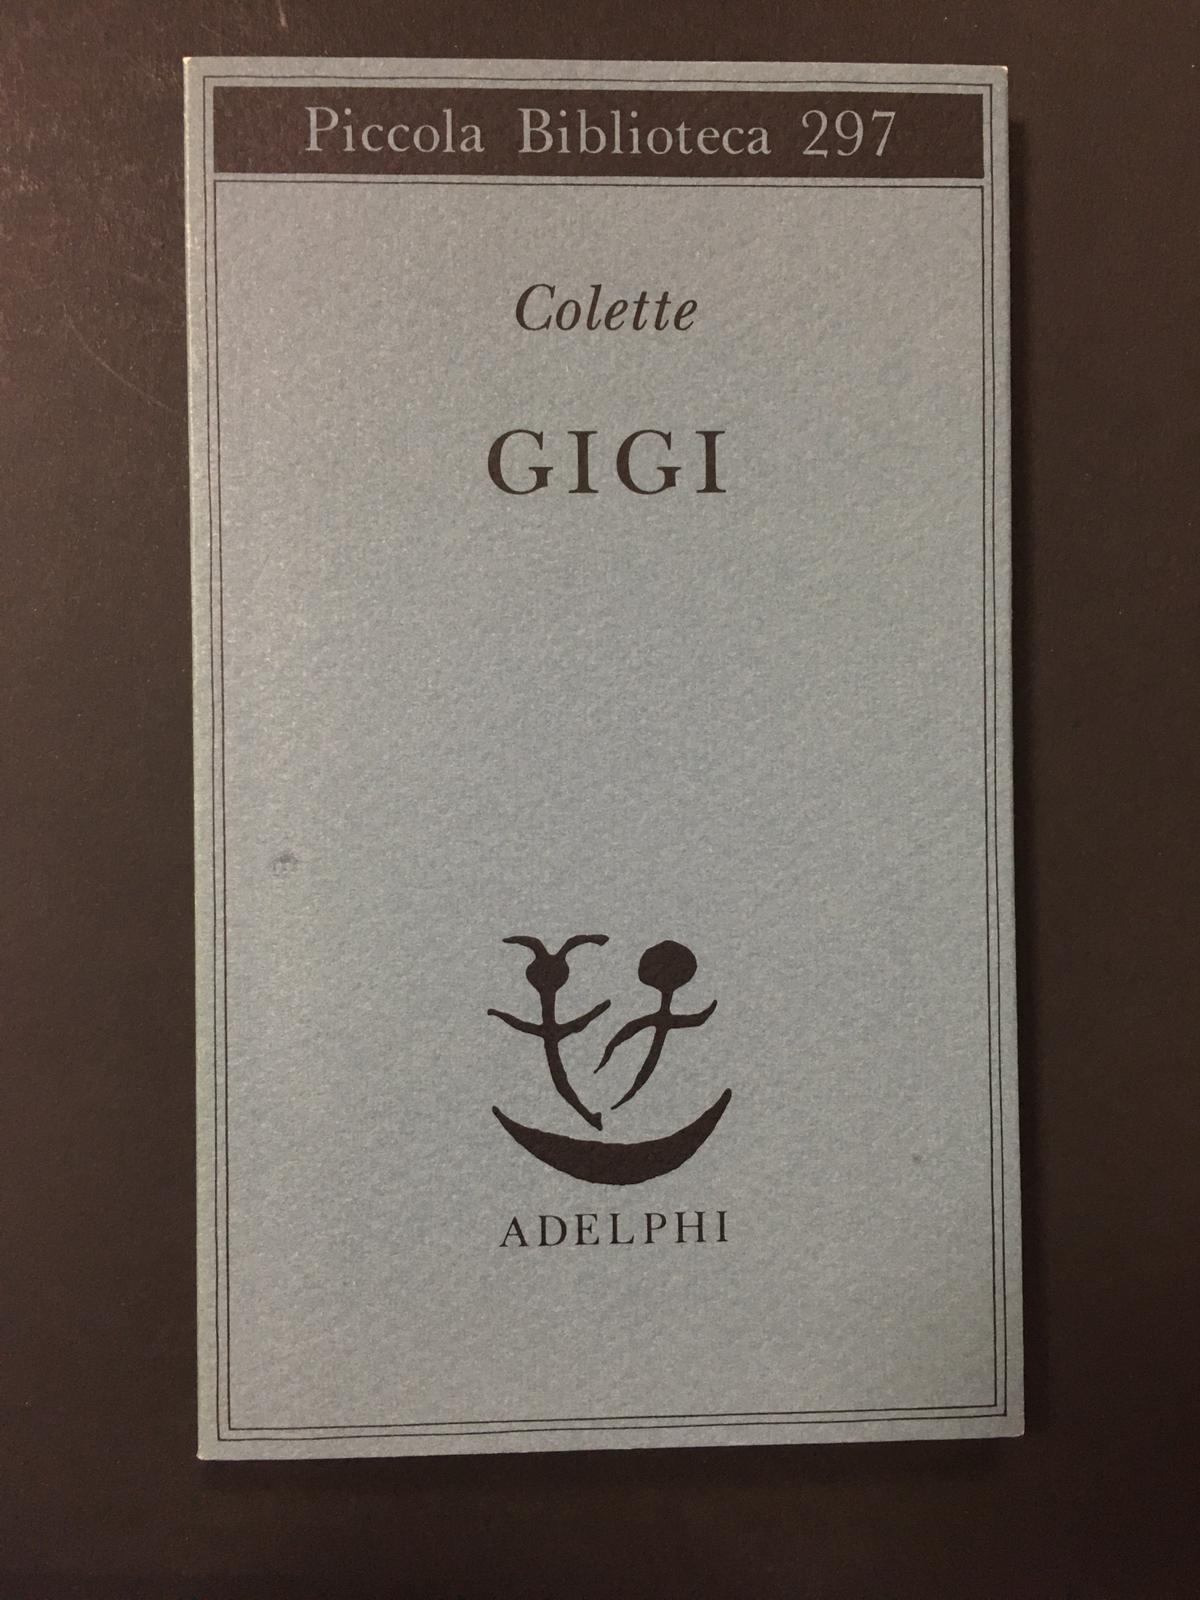 Piccola Biblioteca 297
Colette
GIGI
ADELPHI